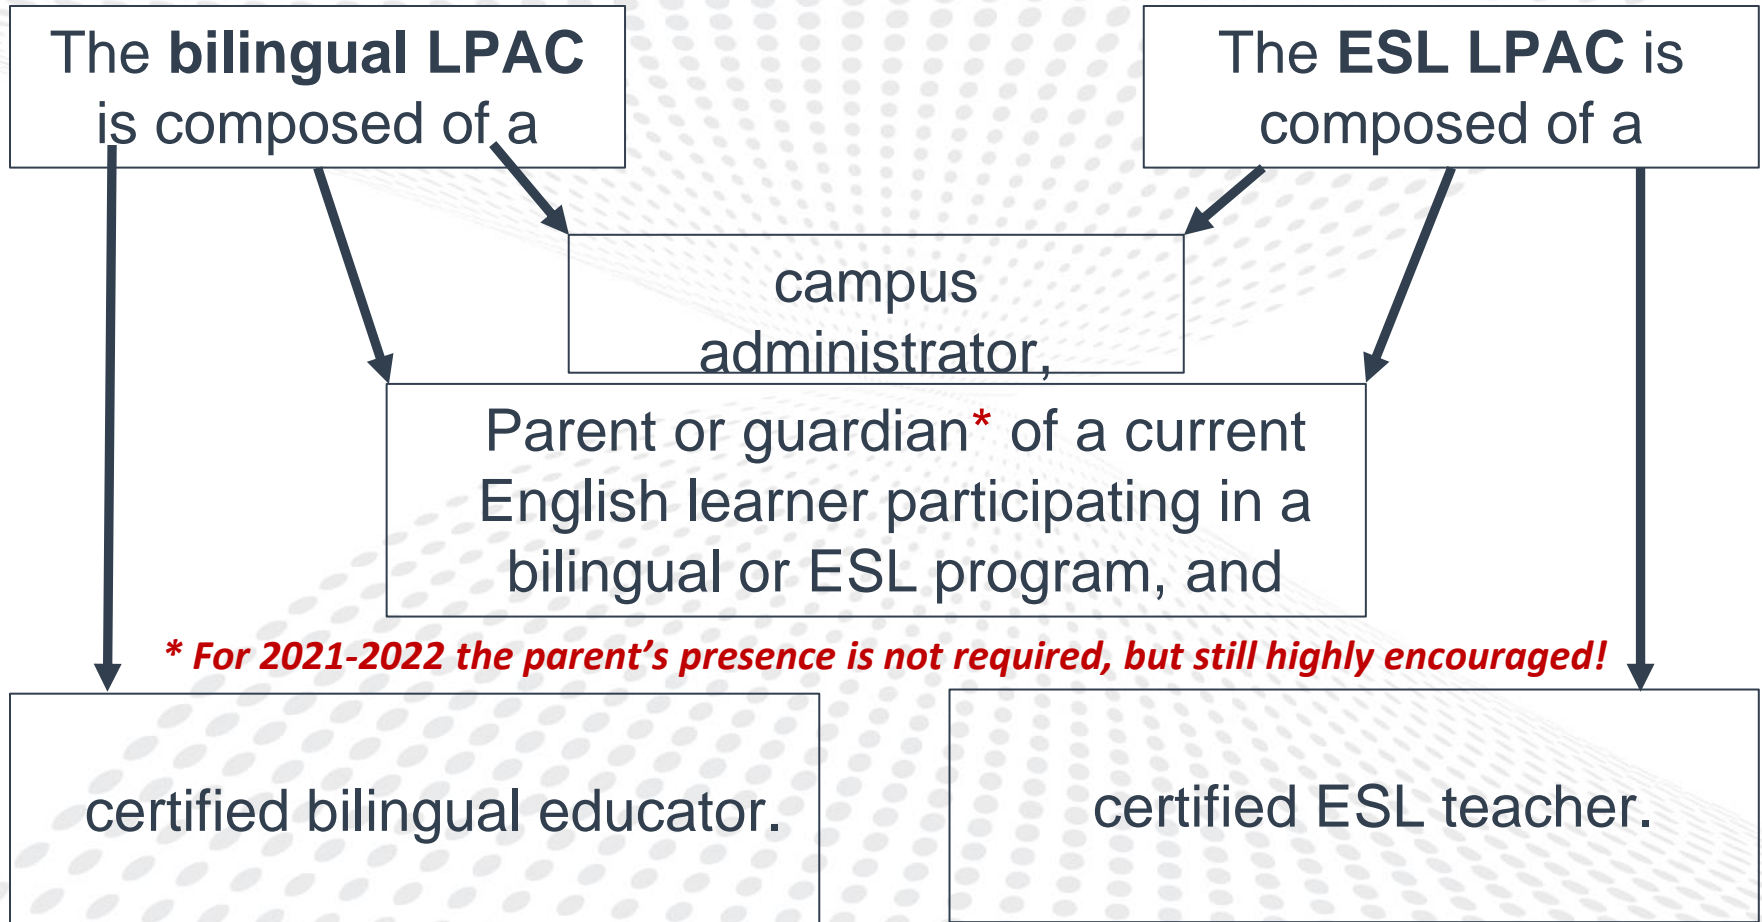 The bilingual LPAC
is composed of a
The ESL LPAC is
composed of a
campus
administrator,
Parent or guardian* of a current
English learner participating in a
bilingual or ESL program, and
* For 2021-2022 the parent's presence is not required, but still highly encouraged!
certified bilingual educator.
certified ESL teacher.